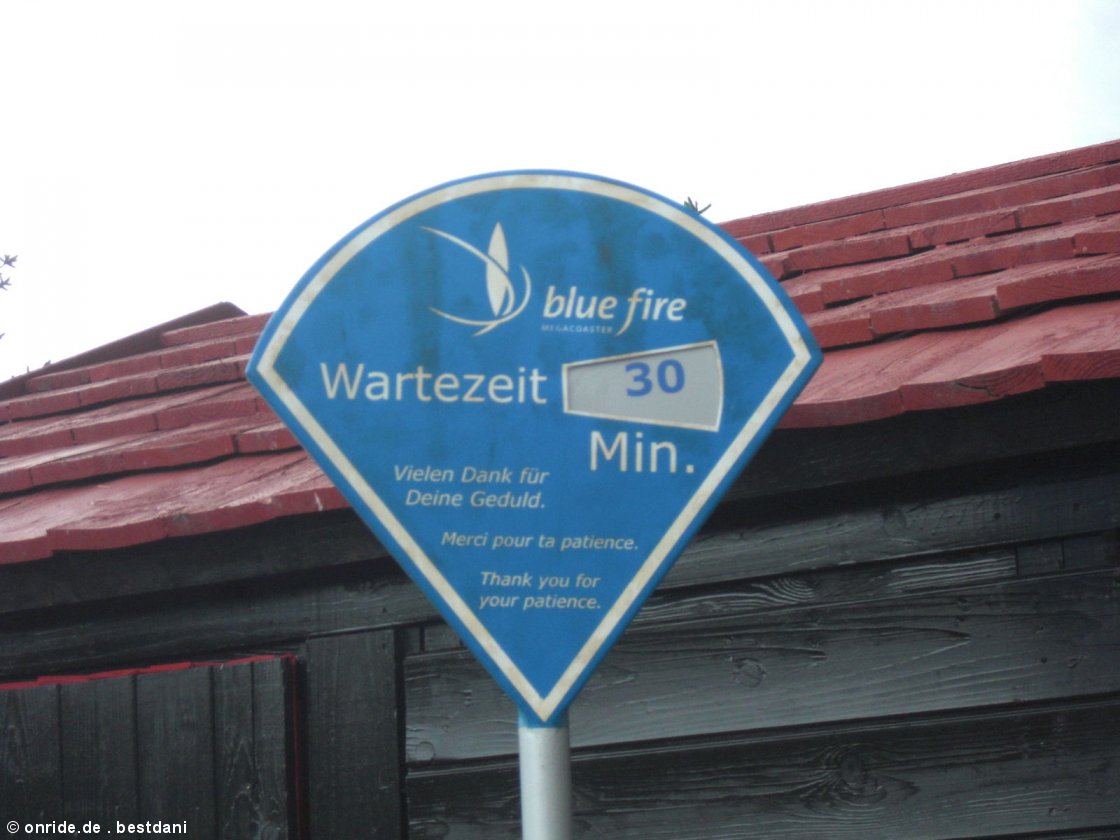 blue fire
MEGACOASTER
Wartezeit 30
Min.
Vielen Dank für
Deine Geduld.
Merci pour ta patience.
Thank you for
your patience.
© onride.de . bestdani